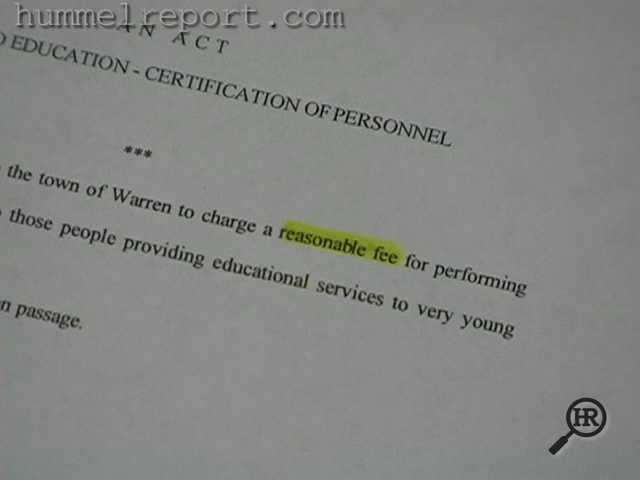 hummelreport.com
AN ACT
EDUCATION - CERTIFICATION OF PERSONNEL
***
the town of Warren to charge a reasonable fee for performing
those people providing educational services to very young
passage.
HR